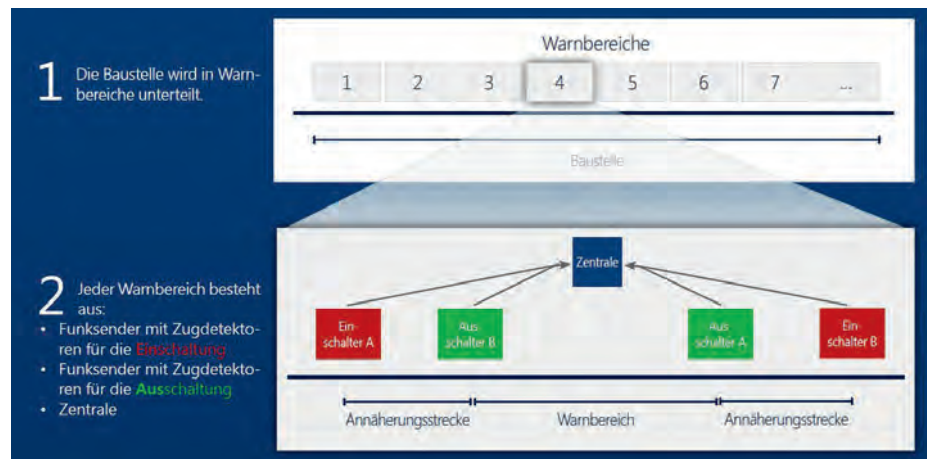 1
Die Baustelle wird in Warn-
bereiche unterteilt.
Warnbereiche
1 2 3 4 5 6 7 ...
Baustelle
2
Jeder Warnbereich besteht
aus:
• Funksender mit Zugdetekto-
ren für die Einschaltung
• Funksender mit Zugdetekto-
ren für die Ausschaltung
• Zentrale
Zentrale
Ein-
schalter A
Aus
schalter B
Aus
schalter A
Ein-
schalter B
Annäherungsstrecke Warnbereich Annäherungsstrecke